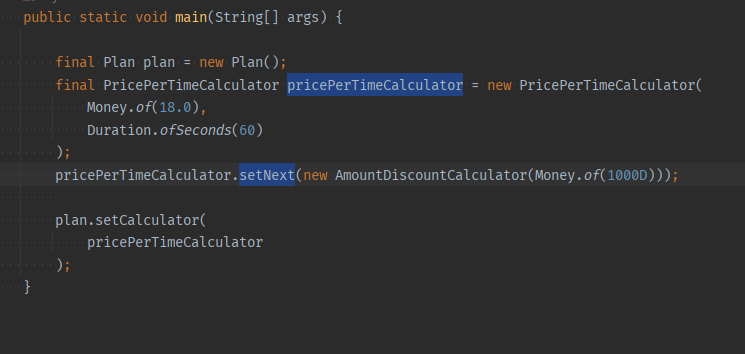 public static void main(String[] args) {
final Plan plan = new Plan();
final PricePerTimeCalculator pricePerTimeCalculator = new PricePerTimeCalculator(
Money.of(18.0),
Duration.ofSeconds(60)
);
pricePerTimeCalculator.setNext(new AmountDiscountCalculator(Money.of(1000D)));
plan.setCalculator(
pricePerTimeCalculator
);
}